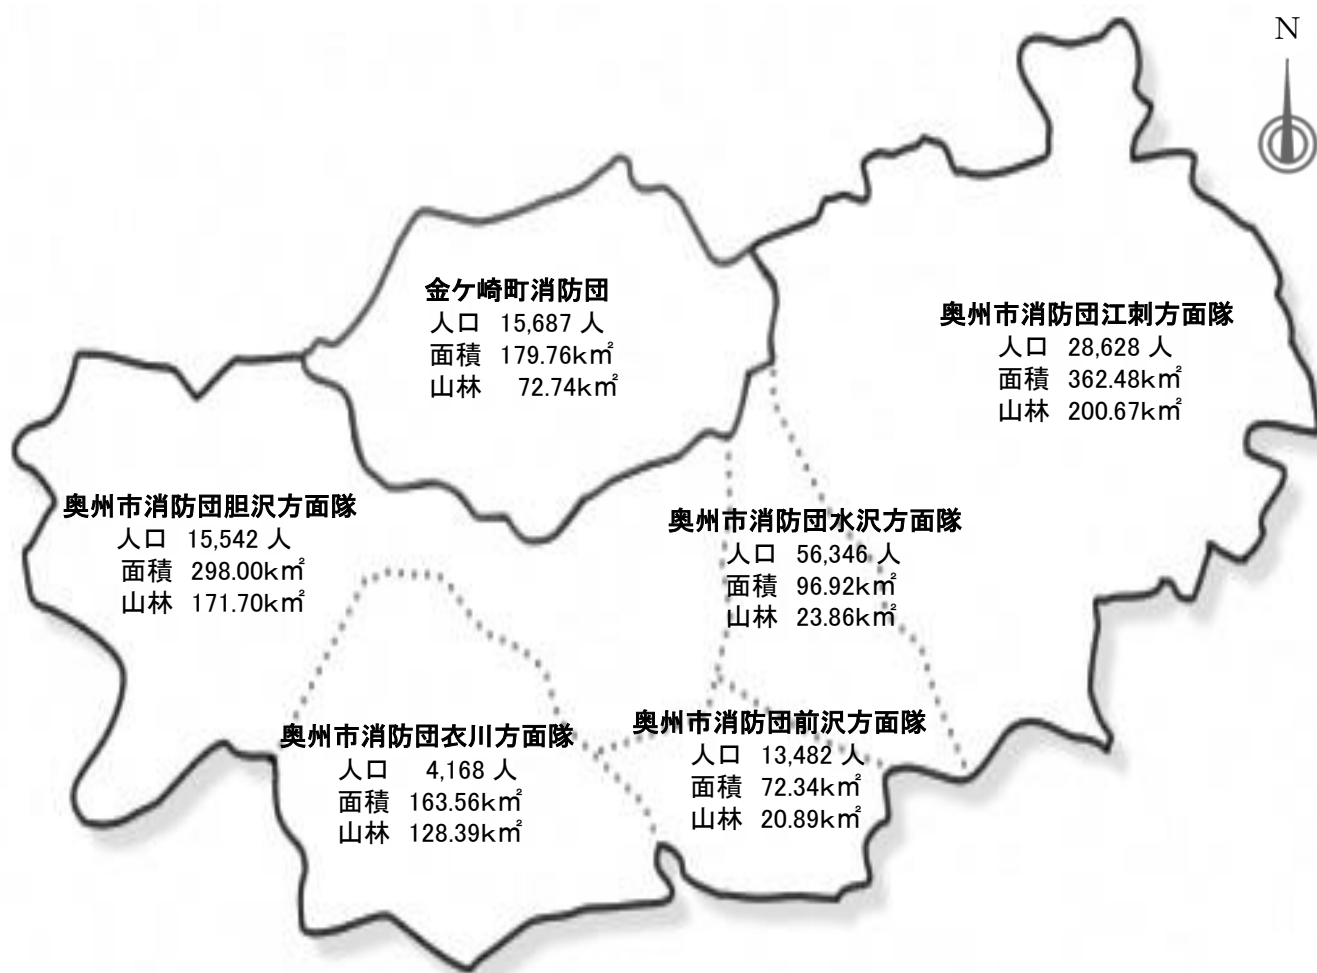 N
金ケ崎町消防団
人口 15,687 人
面積 179.76k㎡
山林 72.74k㎡
奥州市消防団江刺方面隊
人口 28,628 人
面積 362.48k㎡
山林 200.67k㎡
奥州市消防団胆沢方面隊
人口 15,542 人
面積 298.00k㎡
山林 171.70k㎡
奥州市消防団水沢方面隊
人口 56,346 人
面積 96.92k㎡
山林 23.86k㎡
奥州市消防団衣川方面隊
人口 4,168 人
面積 163.56k㎡
山林 128.39k㎡
奥州市消防団前沢方面隊
人口 13,482 人
面積 72.34k㎡
山林 20.89k㎡